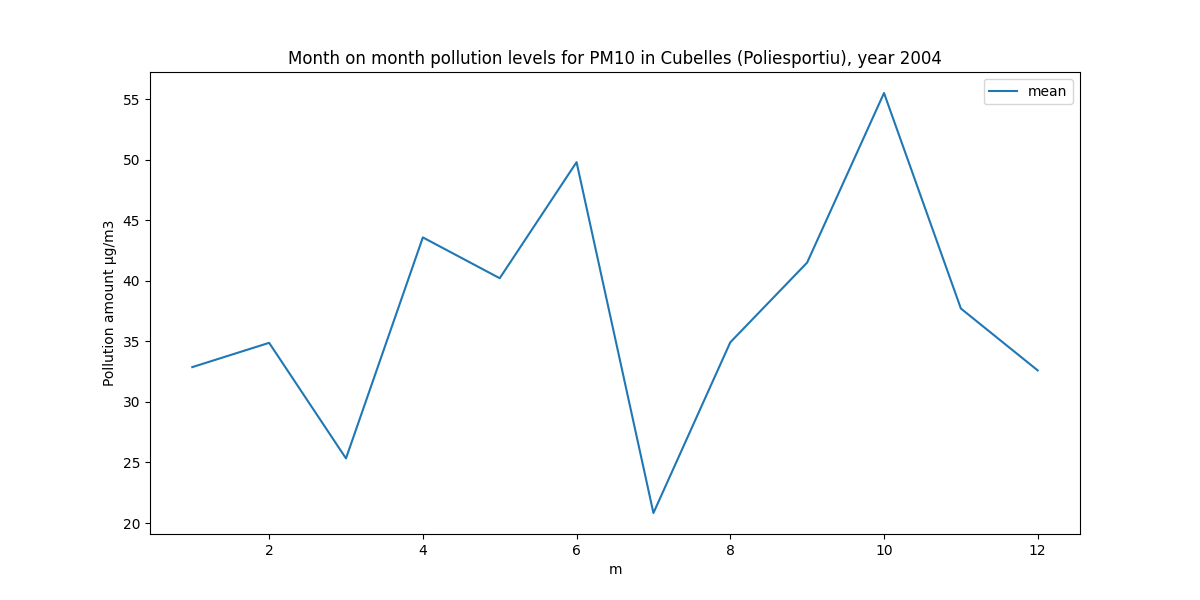 Month on month pollution levels for PM10 in Cubelles (Poliesportiu), year 2004
mean
Pollution amount µg/m3
55
50
45
40
35
30
25
20
2 4 6 8 10 12
m